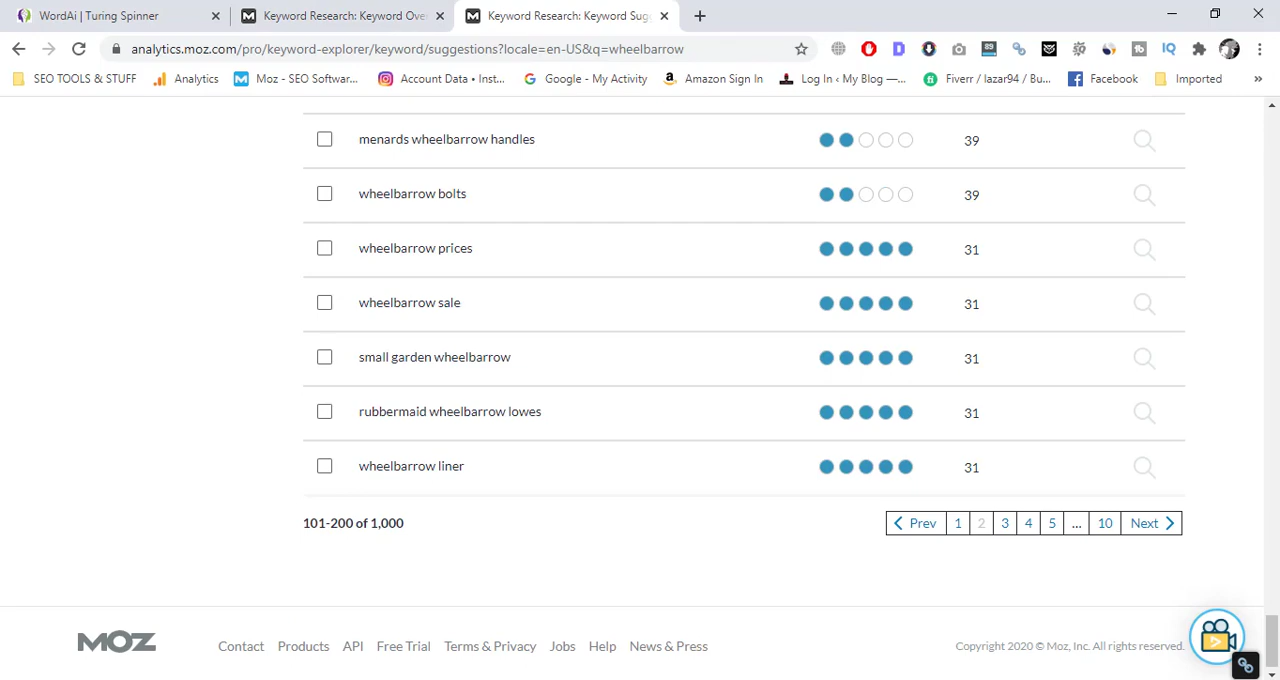 WordAi | Turing Spinner
Keyword Research: Keyword Ove
Keyword Research: Keyword Sug
analytics.moz.com/pro/keyword-explorer/keyword/suggestions?locale=en-US&q=wheelbarrow
89
IQ
SEO TOOLS & STUFF
Analytics
Moz - SEO Softwar...
Account Data • Inst...
Google - My Activity
Amazon Sign In
Log In ‹ My Blog —...
Fiverr / lazar94 / Bu...
Facebook
Imported
»
menards wheelbarrow handles 39
wheelbarrow bolts 39
wheelbarrow prices 31
wheelbarrow sale 31
small garden wheelbarrow 31
rubbermaid wheelbarrow lowes 31
wheelbarrow liner 31
101-200 of 1,000
Prev 1 2 3 4 5 ... 10 Next
MOZ
Contact Products API Free Trial Terms & Privacy Jobs Help News & Press
Copyright 2020 © Moz, Inc. All rights reserved.